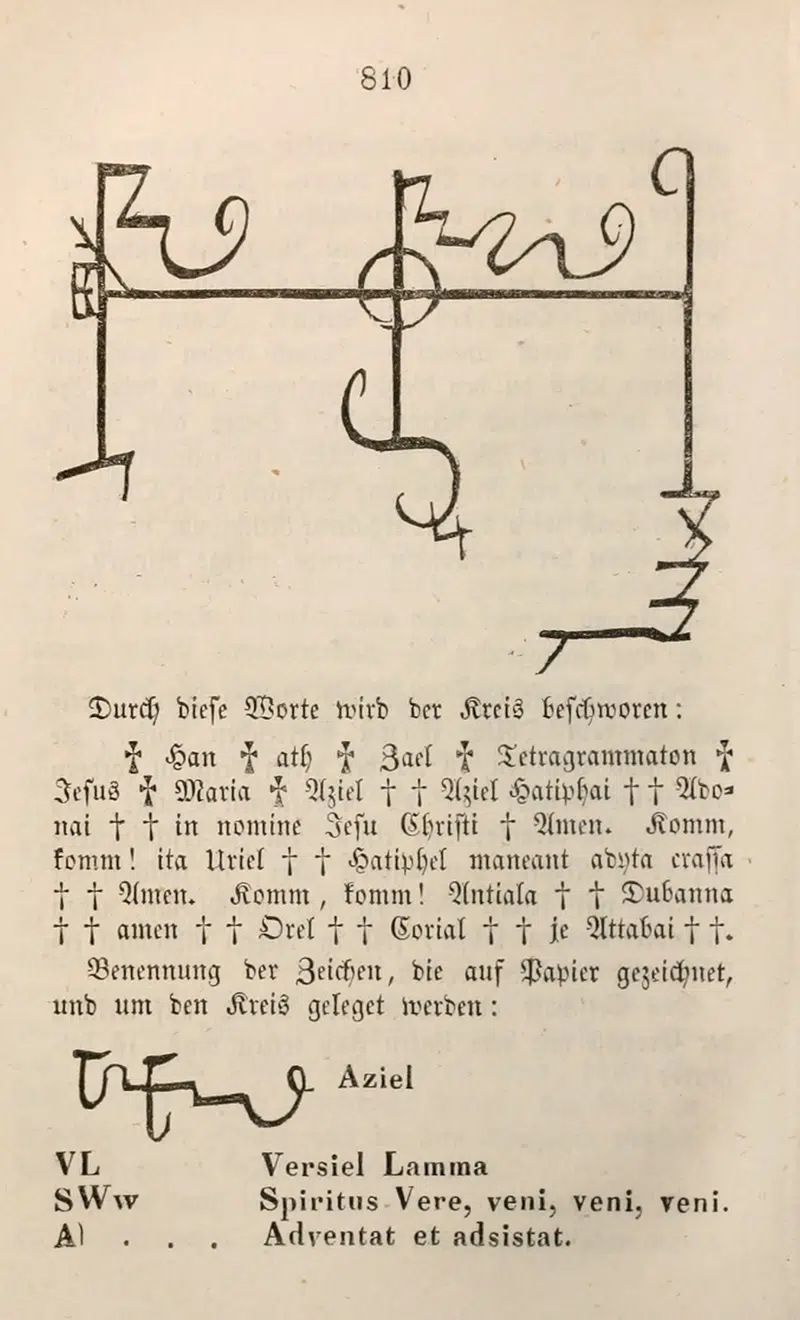 810
Durch diese Worte wird der Kreis beschworen:
☩ Han ☩ ath ☩ Zael ☩ Tetragrammaton ☩
Jesus ☩ Maria ☩ Aziel † † Aziel Hatiphai † † Ado-
nai † † in nomine Jesu Christi † Amen. Komm,
komm! ita Uriel † † Hatiphel maneant abyta crassa
† † Amen. Komm, komm! Antiala † † Dubanna
† † amen † † Orel † † Corial † † je Attabai † †.
Benennung der Zeichen, die auf Papier gezeichnet,
und um den Kreis geleget werden:
Aziel
VL Versiel Lamma
SWw Spiritus Vere, veni, veni, veni.
Al . . . Adventat et adsistat.